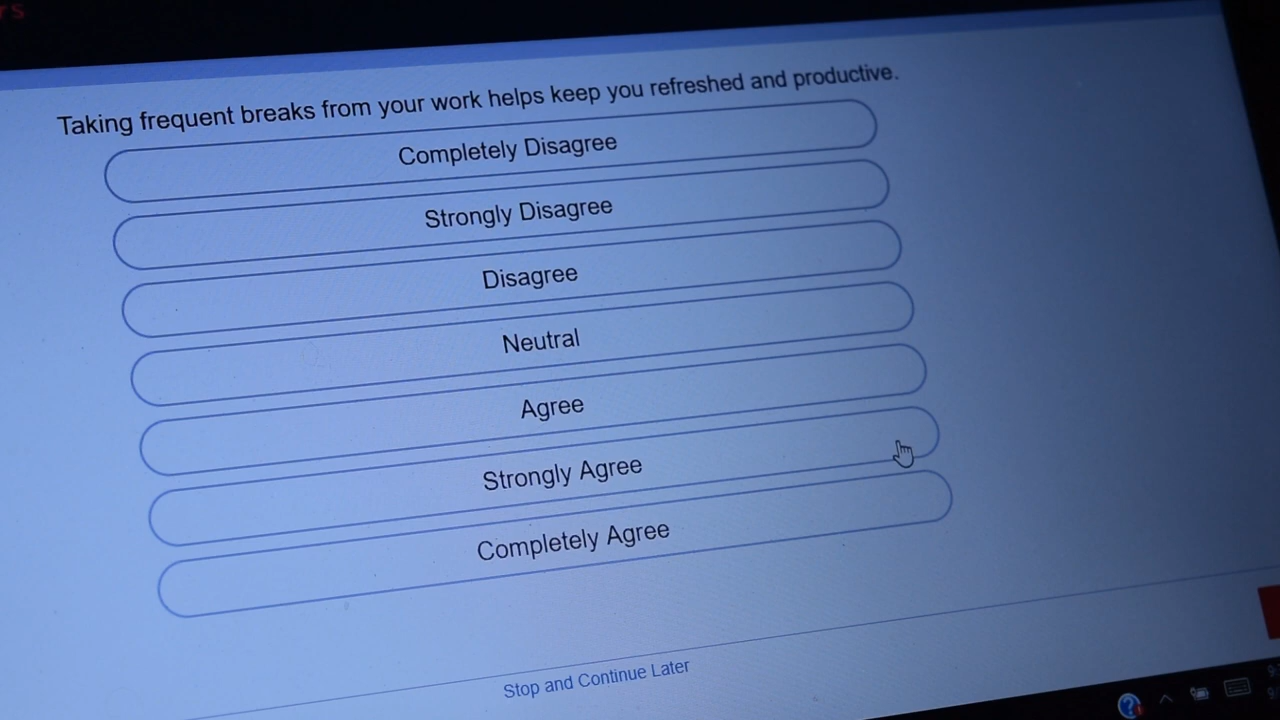 rs
Taking frequent breaks from your work helps keep you refreshed and productive.
Completely Disagree
Strongly Disagree
Disagree
Neutral
Agree
Strongly Agree
Completely Agree
Stop and Continue Later